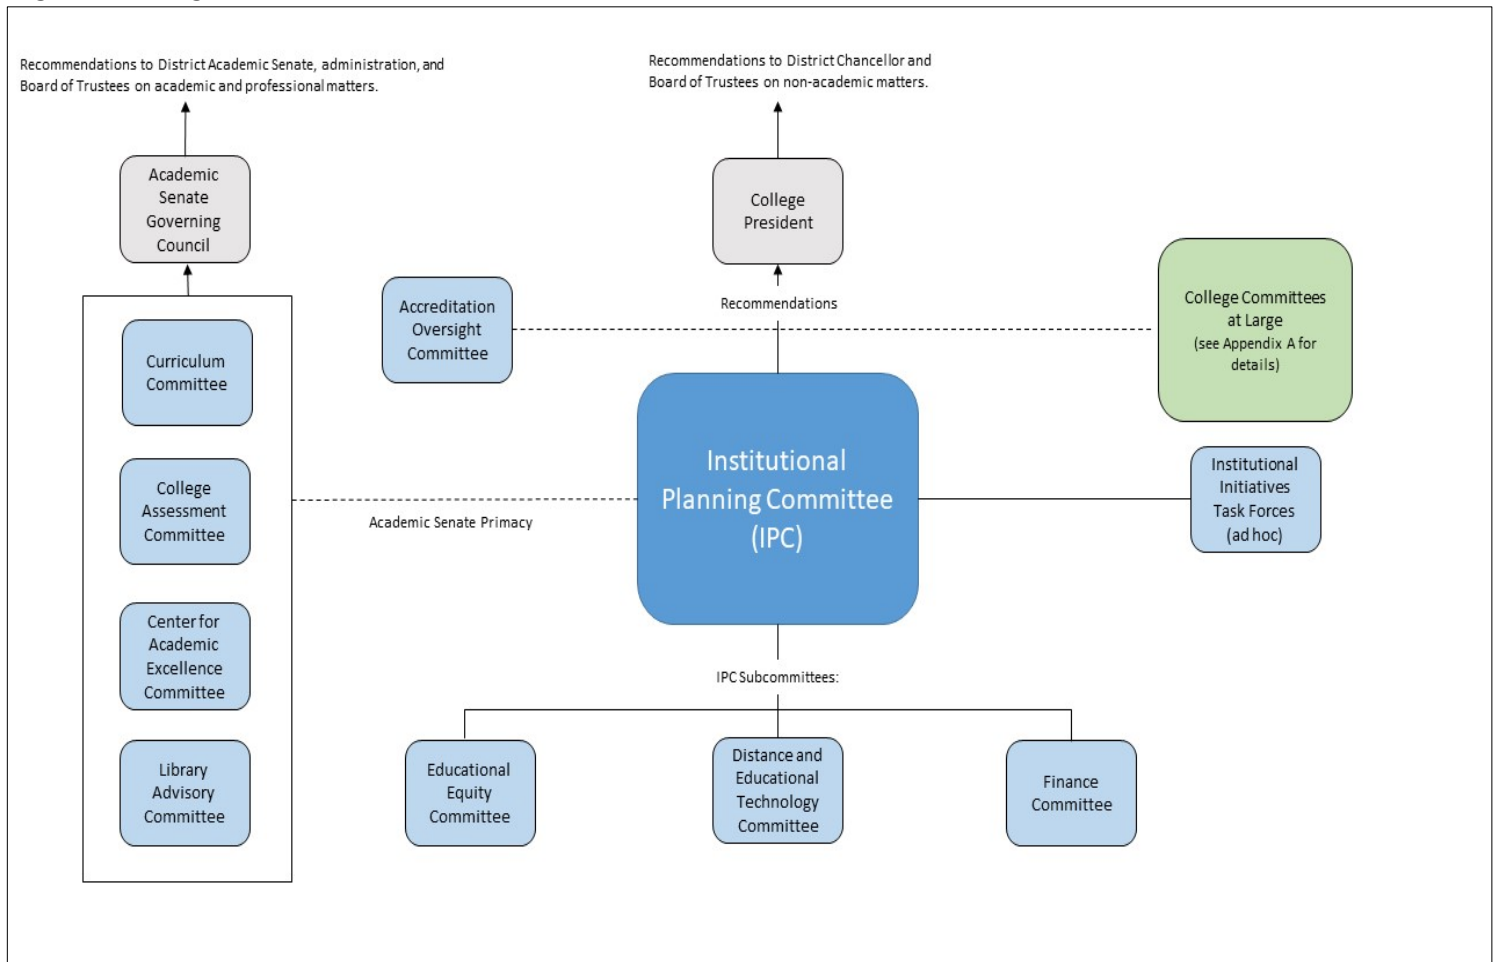 Recommendations to District Academic Senate, administration, and
Board of Trustees on academic and professional matters.
Recommendations to District Chancellor and
Board of Trustees on non-academic matters.
Academic
Senate
Governing
Council
College
President
Recommendations
Accreditation
Oversight
Committee
College Committees
at Large
(see Appendix A for
details)
Curriculum
Committee
College
Assessment
Committee
Center for
Academic
Excellence
Committee
Library
Advisory
Committee
Academic Senate Primacy
Institutional
Planning Committee
(IPC)
Institutional
Initiatives
Task Forces
(ad hoc)
IPC Subcommittees:
Educational
Equity
Committee
Distance and
Educational
Technology
Committee
Finance
Committee